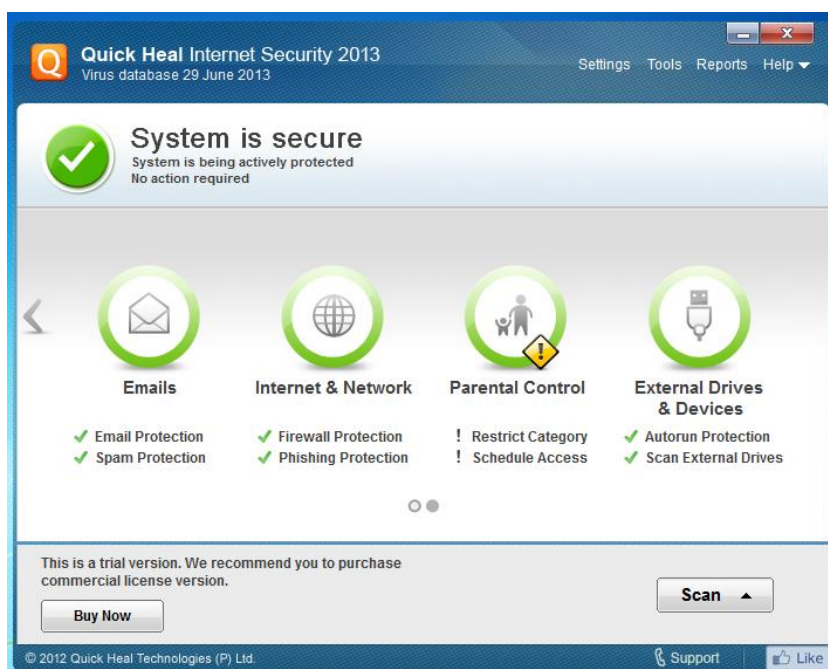 Quick Heal Internet Security 2013
Virus database 29 June 2013
Settings Tools Reports Help
System is secure
System is being actively protected
No action required
Emails
Email Protection
Spam Protection
Internet & Network
Firewall Protection
Phishing Protection
Parental Control
! Restrict Category
! Schedule Access
External Drives
& Devices
Autorun Protection
Scan External Drives
This is a trial version. We recommend you to purchase
commercial license version.
Buy Now
Scan
© 2012 Quick Heal Technologies (P) Ltd.
Support
Like